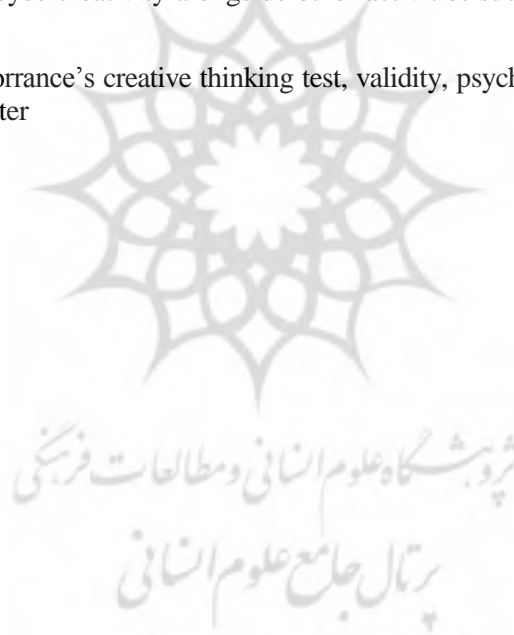 orrance's creative thinking test, validity, psych
ter
پژوهشگاه علوم انسانی و مطالعات فرهنگی
پرتال جامع علوم انسانی